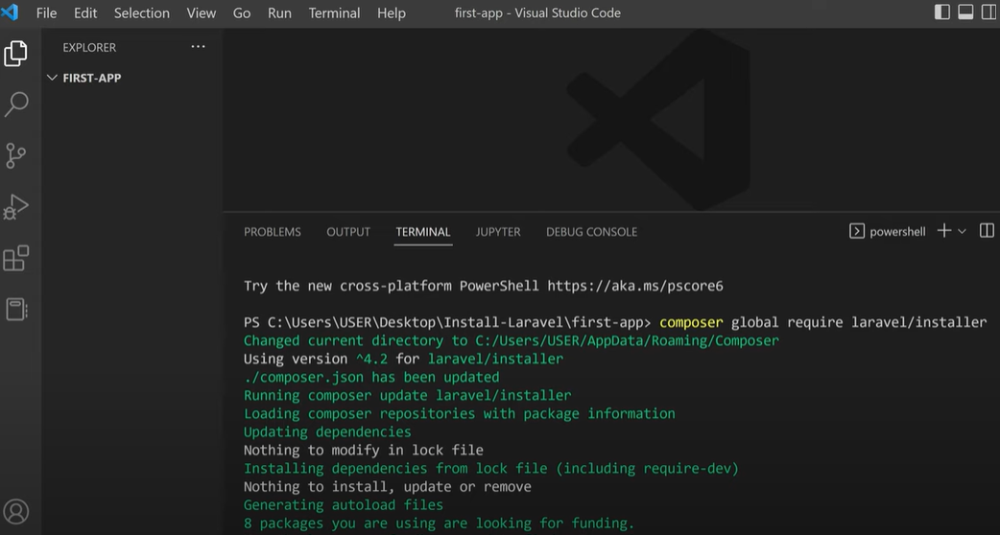 File Edit Selection View Go Run Terminal Help first-app - Visual Studio Code
EXPLORER ...
FIRST-APP
PROBLEMS OUTPUT TERMINAL JUPYTER DEBUG CONSOLE powershell
Try the new cross-platform PowerShell https://aka.ms/pscore6
PS C:\Users\USER\Desktop\Install-Laravel\first-app> composer global require laravel/installer
Changed current directory to C:/Users/USER/AppData/Roaming/Composer
Using version ^4.2 for laravel/installer
./composer.json has been updated
Running composer update laravel/installer
Loading composer repositories with package information
Updating dependencies
Nothing to modify in lock file
Installing dependencies from lock file (including require-dev)
Nothing to install, update or remove
Generating autoload files
8 packages you are using are looking for funding.